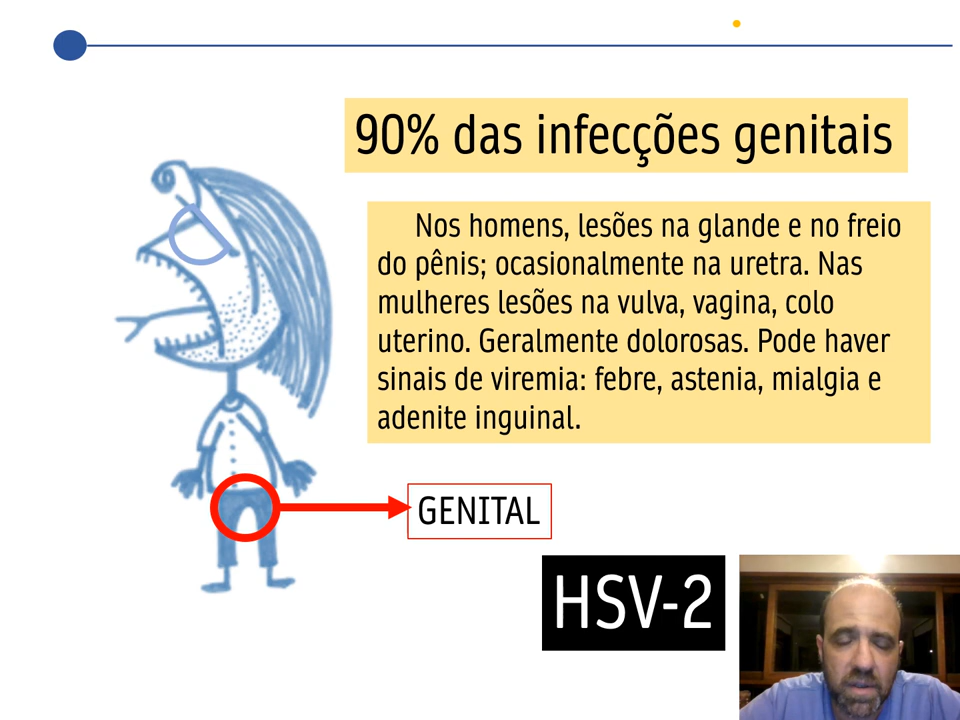 90% das infecções genitais
Nos homens, lesões na glande e no freio
do pênis; ocasionalmente na uretra. Nas
mulheres lesões na vulva, vagina, colo
uterino. Geralmente dolorosas. Pode haver
sinais de viremia: febre, astenia, mialgia e
adenite inguinal.
GENITAL
HSV-2